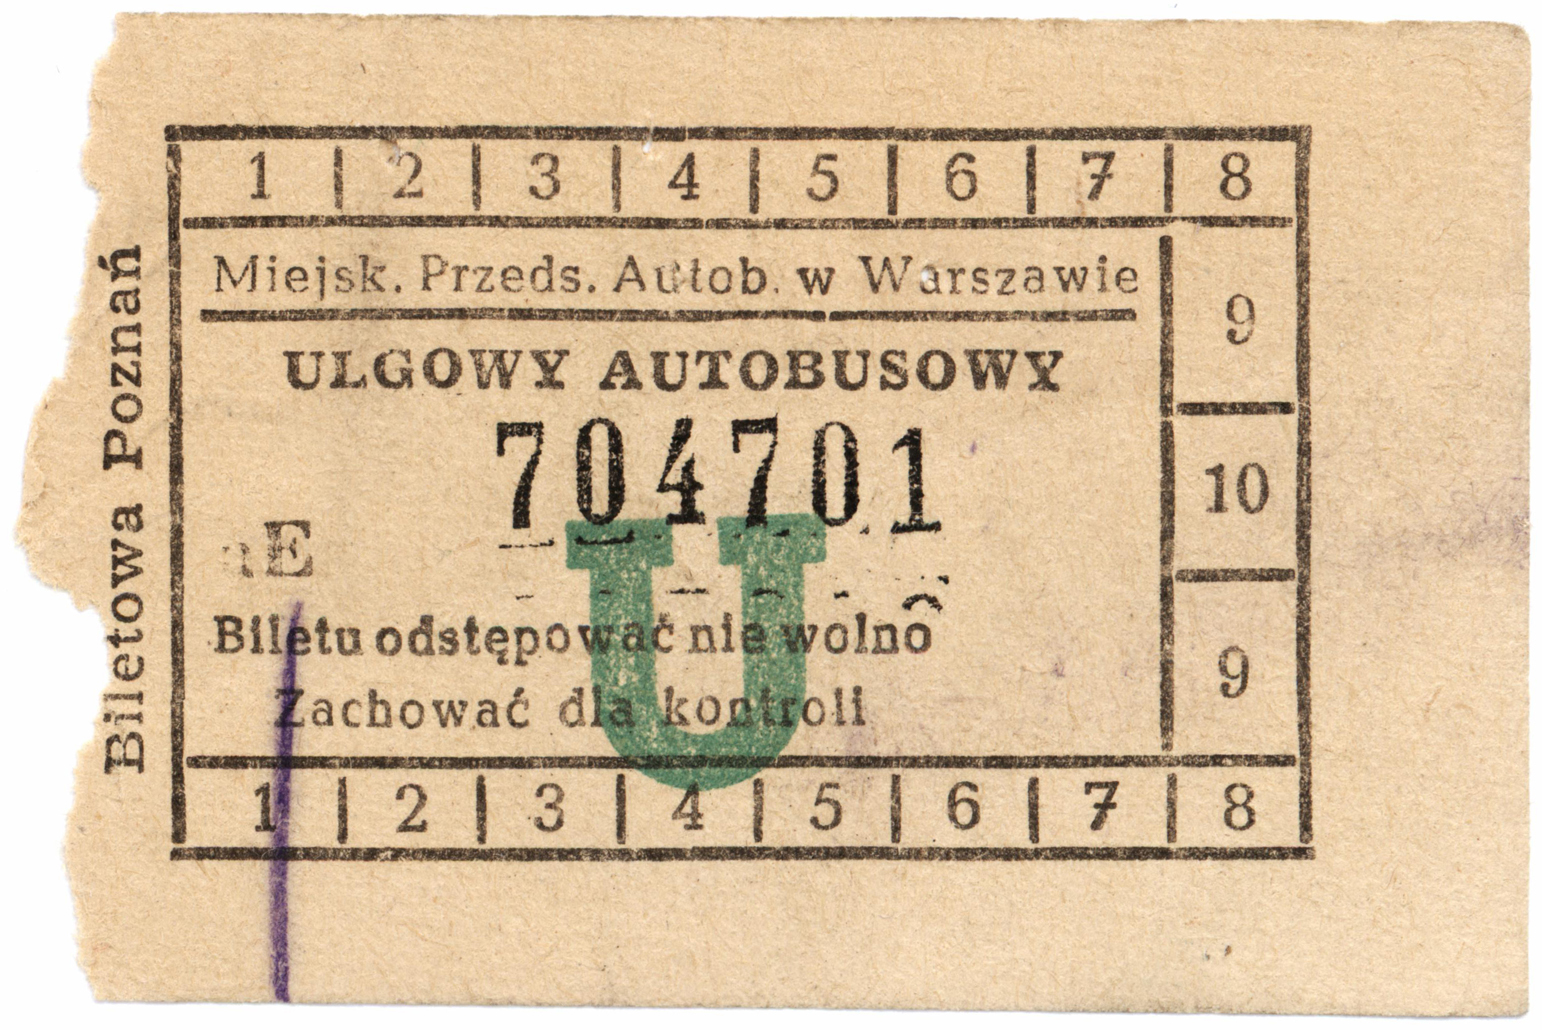 Biletowa Poznań
1 2 3 4 5 6 7 8
Miejsk. Przeds. Autob. w Warszawie
9
ULGOWY AUTOBUSOWY
704701
10
E
U
Biletu odstępować nie wolno
9
Zachować dla kontroli
1 2 3 4 5 6 7 8